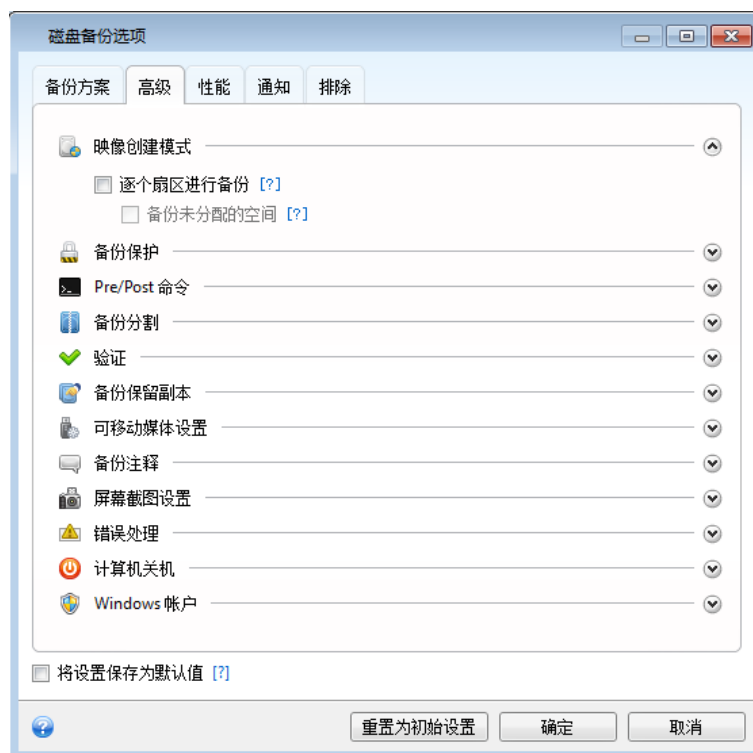 磁盘备份选项
备份方案 高级 性能 通知 排除
映像创建模式
逐个扇区进行备份 [?]
备份未分配的空间 [?]
备份保护
Pre/Post 命令
备份分割
验证
备份保留副本
可移动媒体设置
备份注释
屏幕截图设置
错误处理
计算机关机
Windows 帐户
将设置保存为默认值 [?]
重置为初始设置 确定 取消